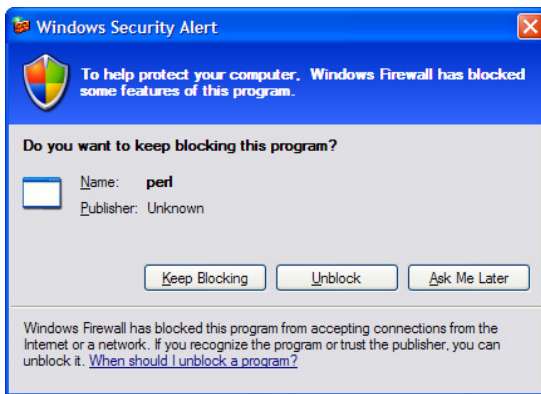 Windows Security Alert
To help protect your computer, Windows Firewall has blocked
some features of this program.
Do you want to keep blocking this program?
Name: perl
Publisher: Unknown
Keep Blocking Unblock Ask Me Later
Windows Firewall has blocked this program from accepting connections from the
Internet or a network. If you recognize the program or trust the publisher, you can
unblock it. When should I unblock a program?